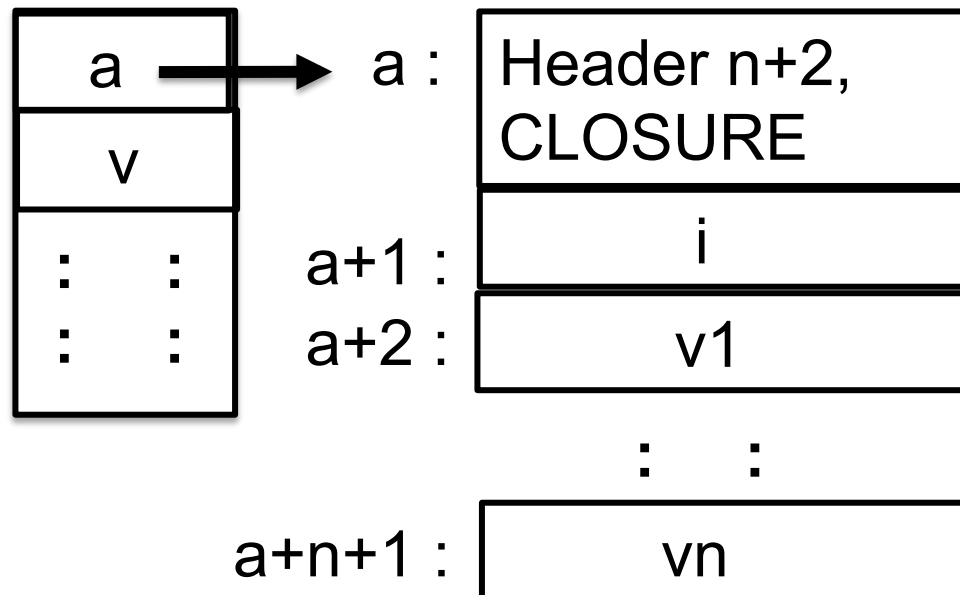 a
v
: :
: :
a :
Header n+2,
CLOSURE
a+1 :
i
a+2 :
v1
: :
a+n+1 :
vn